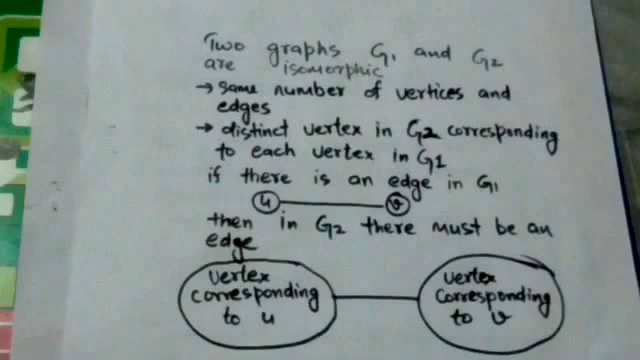 Two graphs G1 and G2
are isomorphic
→ same number of vertices and
edges
→ distinct vertex in G2 corresponding
to each vertex in G1
if there is an edge in G1
u v
then in G2 there must be an
edge
vertex corresponding to u
vertex corresponding to v